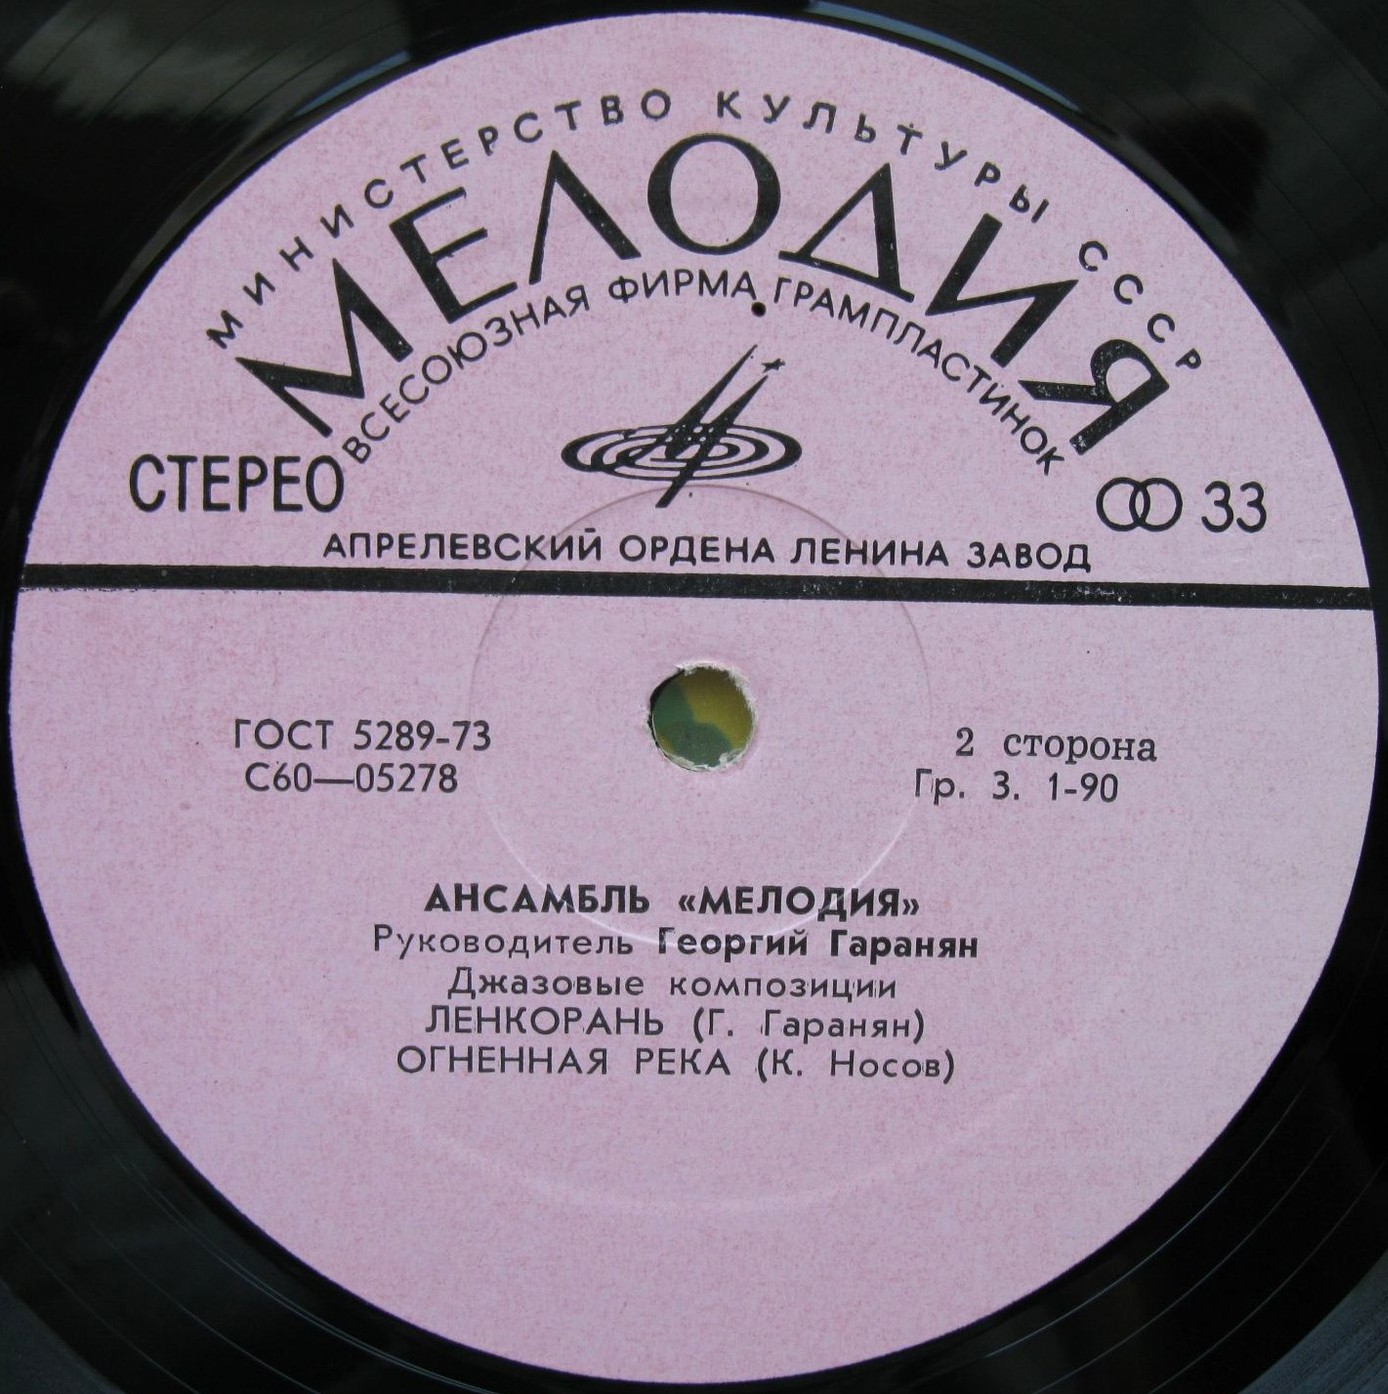 МИНИСТЕРСТВО КУЛЬТУРЫ СССР
МЕЛОДИЯ
ВСЕСОЮЗНАЯ ФИРМА ГРАМПЛАСТИНОК
СТЕРЕО
33
АПРЕЛЕВСКИЙ ОРДЕНА ЛЕНИНА ЗАВОД
ГОСТ 5289-73
С60—05278
2 сторона
Гр. 3. 1-90
АНСАМБЛЬ «МЕЛОДИЯ»
Руководитель Георгий Гаранян
Джазовые композиции
ЛЕНКОРАНЬ (Г. Гаранян)
ОГНЕННАЯ РЕКА (К. Носов)